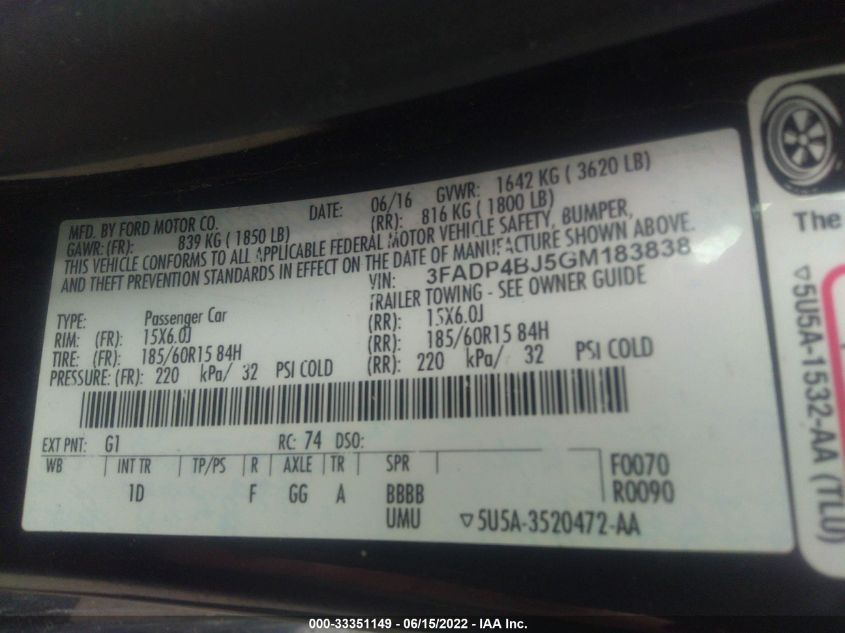 MFD. BY FORD MOTOR CO.
DATE: 06/16 GVWR: 1642 KG ( 3620 LB)
GAWR: (FR): 839 KG ( 1850 LB) (RR): 816 KG ( 1800 LB)
THIS VEHICLE CONFORMS TO ALL APPLICABLE FEDERAL MOTOR VEHICLE SAFETY, BUMPER,
AND THEFT PREVENTION STANDARDS IN EFFECT ON THE DATE OF MANUFACTURE SHOWN ABOVE.
VIN: 3FADP4BJ5GM183838
TRAILER TOWING - SEE OWNER GUIDE
TYPE: Passenger Car
RIM: (FR): 15X6.0J (RR): 15X6.0J
TIRE: (FR): 185/60R15 84H (RR): 185/60R15 84H
PRESSURE: (FR): 220 kPa/ 32 PSI COLD (RR): 220 kPa/ 32 PSI COLD
EXT PNT: G1 RC: 74 DSO:
WB | INT TR | TP/PS | R | AXLE | TR | SPR | F0070
1D F GG A BBBB R0090
UMU ▽5U5A-3520472-AA
The
▽5U5A-1532-AA (TLU)
000-33351149 - 06/15/2022 - IAA Inc.